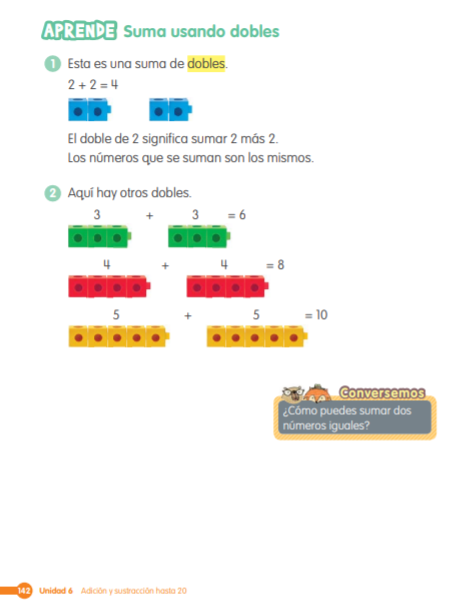 APRENDE Suma usando dobles
1 Esta es una suma de dobles.
2 + 2 = 4
El doble de 2 significa sumar 2 más 2.
Los números que se suman son los mismos.
2 Aquí hay otros dobles.
3 + 3 = 6
4 + 4 = 8
5 + 5 = 10
Conversemos
¿Cómo puedes sumar dos
números iguales?
142 Unidad 6 Adición y sustracción hasta 20